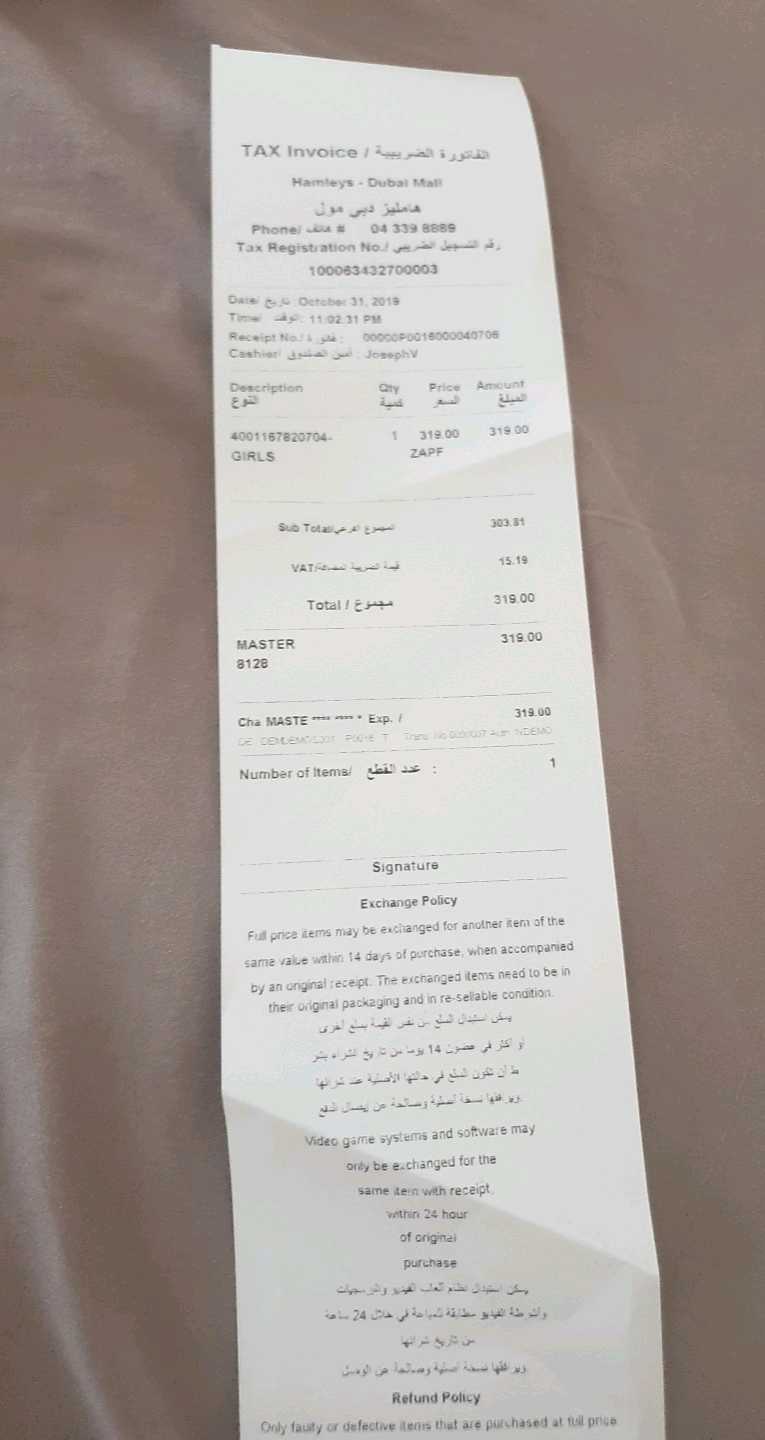 TAX Invoice / الفاتورة الضريبية
Hamleys - Dubai Mall
هامليز دبي مول
Phone/ هاتف # 04 339 8889
Tax Registration No./ رقم التسجيل الضريبي
100063432700003
Date/ تاريخ :October 31, 2019
Time/ الوقت: 11:02:31 PM
Receipt No./ فاتورة : 00000P0016000040706
Cashier/ أمين الصندوق : JosephV
Description Qty Price Amount
النوع كمية السعر المبلغ
4001167820704- 1 319.00 319.00
GIRLS ZAPF
Sub Total/المجموع الفرعي 303.81
VAT/قيمة الضريبة المضافة 15.19
Total / مجموع 319.00
MASTER 319.00
8128
Cha MASTE **** **** * Exp. / 319.00
Number of Items/ عدد القطع : 1
Signature
Exchange Policy
Full price items may be exchanged for another item of the
same value within 14 days of purchase, when accompanied
by an original receipt. The exchanged items need to be in
their original packaging and in re-sellable condition.
يمكن استبدال السلع من نفس القيمة بسلع أخرى
أو أكثر في غضون 14 يوما من تاريخ الشراء بشر
ط أن تكون السلع في حالتها الأصلية عند شرائها
ويرافقها نسخة أصلية وصالحة عن إيصال الدفع.
Video game systems and software may
only be exchanged for the
same item with receipt,
within 24 hour
of original
purchase
يمكن استبدال نظام ألعاب الفيديو والبرمجيات
وأشرطة الفيديو مطابقة للمباعة في خلال 24 ساعة
من تاريخ شرائها
ويرافقها نسخة أصلية وصالحة عن الوصل.
Refund Policy
Only faulty or defective items that are purchased at full price